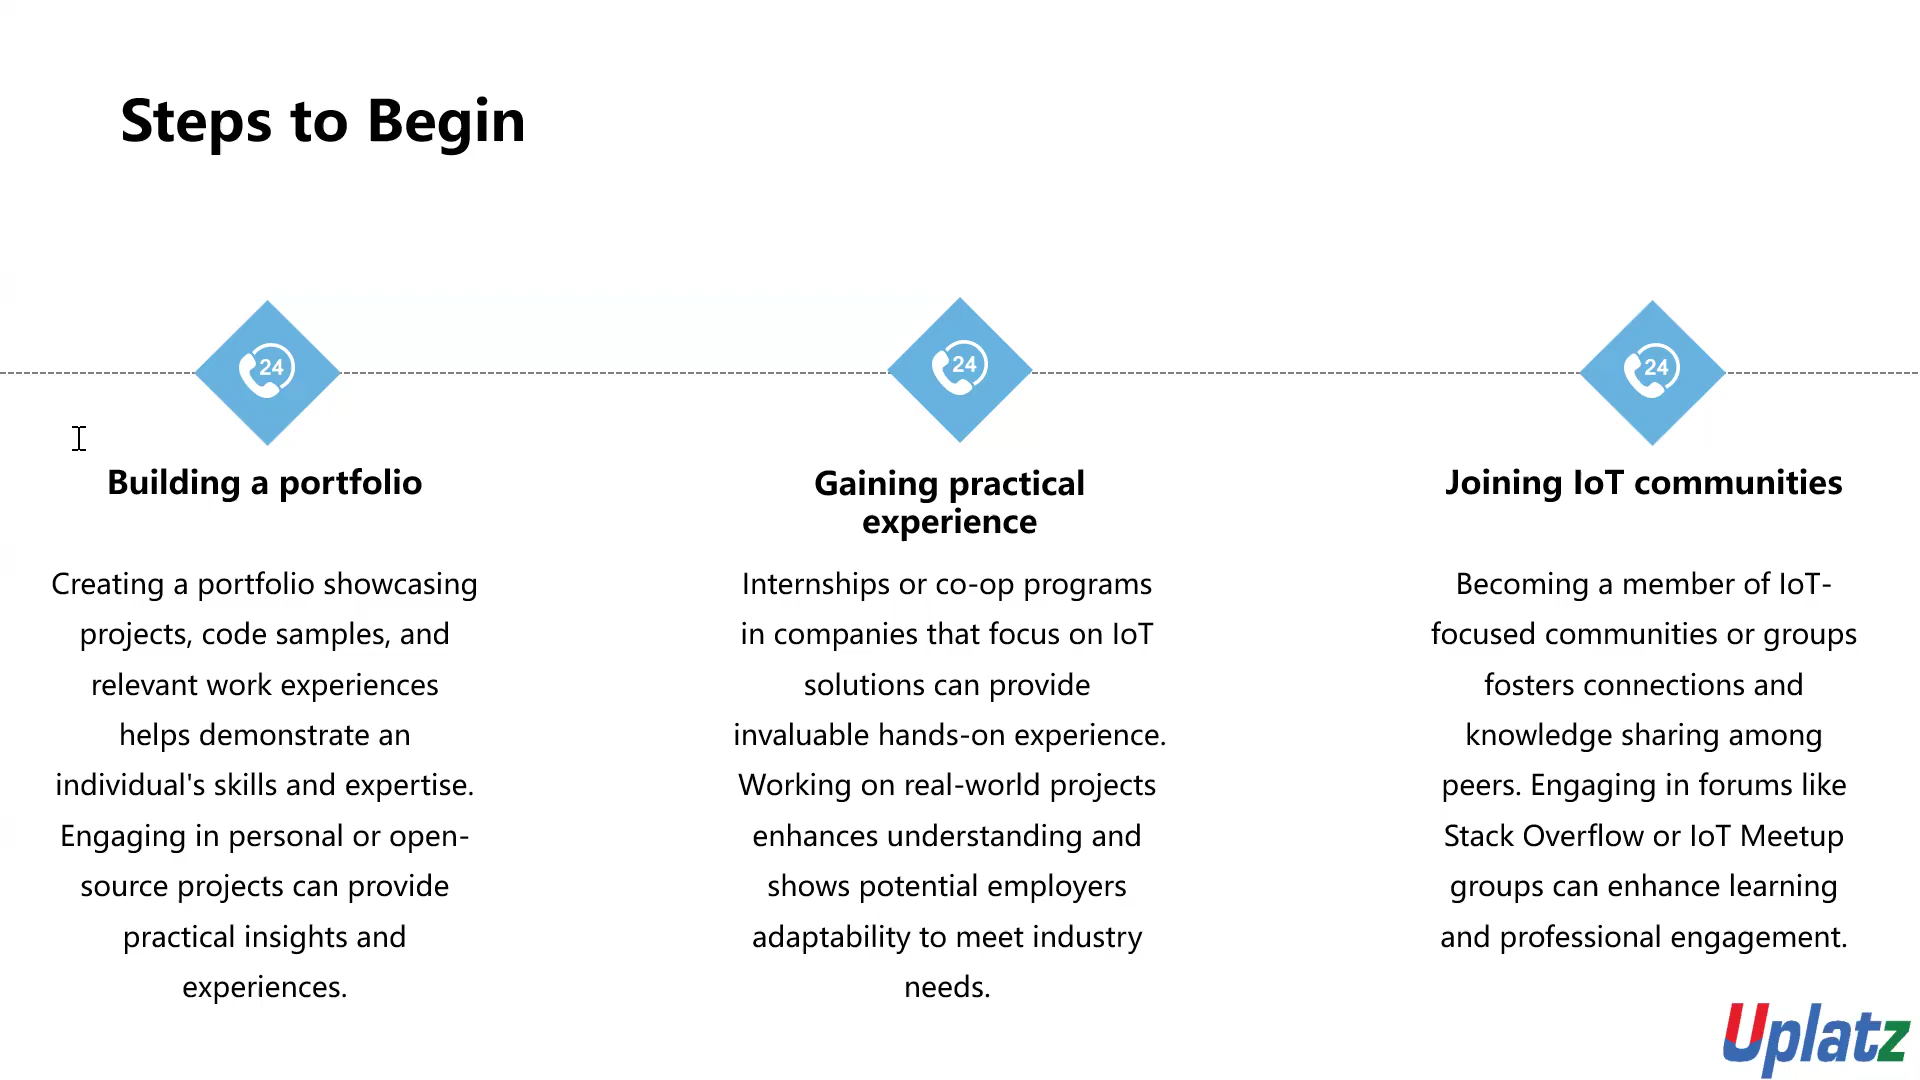 Steps to Begin
24
24
24
Building a portfolio
Creating a portfolio showcasing
projects, code samples, and
relevant work experiences
helps demonstrate an
individual's skills and expertise.
Engaging in personal or open-
source projects can provide
practical insights and
experiences.
Gaining practical
experience
Internships or co-op programs
in companies that focus on IoT
solutions can provide
invaluable hands-on experience.
Working on real-world projects
enhances understanding and
shows potential employers
adaptability to meet industry
needs.
Joining IoT communities
Becoming a member of IoT-
focused communities or groups
fosters connections and
knowledge sharing among
peers. Engaging in forums like
Stack Overflow or IoT Meetup
groups can enhance learning
and professional engagement.
Uplatz